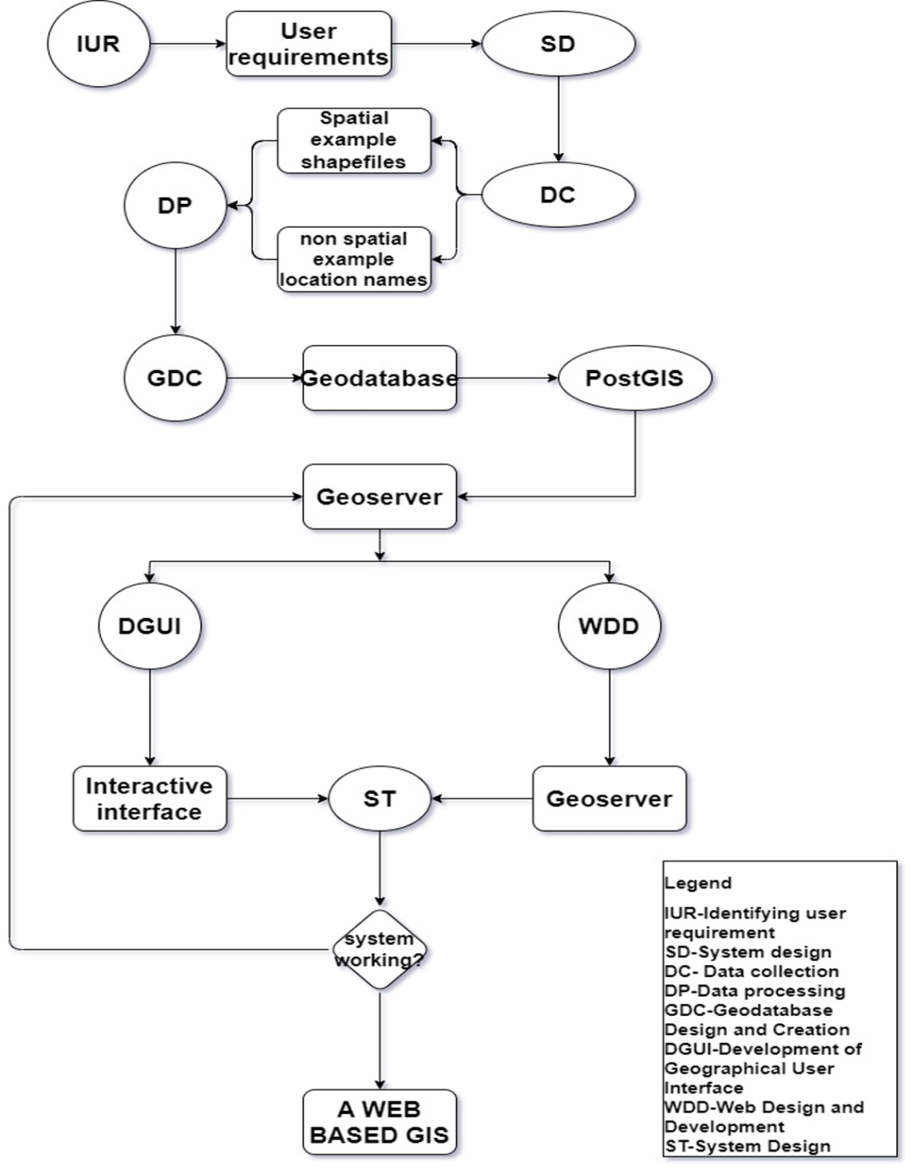 IUR
User
requirements
SD
Spatial
example
shapefiles
DP
DC
non spatial
example
location names
GDC
Geodatabase
PostGIS
Geoserver
DGUI
WDD
Interactive
interface
ST
Geoserver
system
working?
A WEB
BASED GIS
Legend
IUR-Identifying user
requirement
SD-System design
DC- Data collection
DP-Data processing
GDC-Geodatabase
Design and Creation
DGUI-Development of
Geographical User
Interface
WDD-Web Design and
Development
ST-System Design